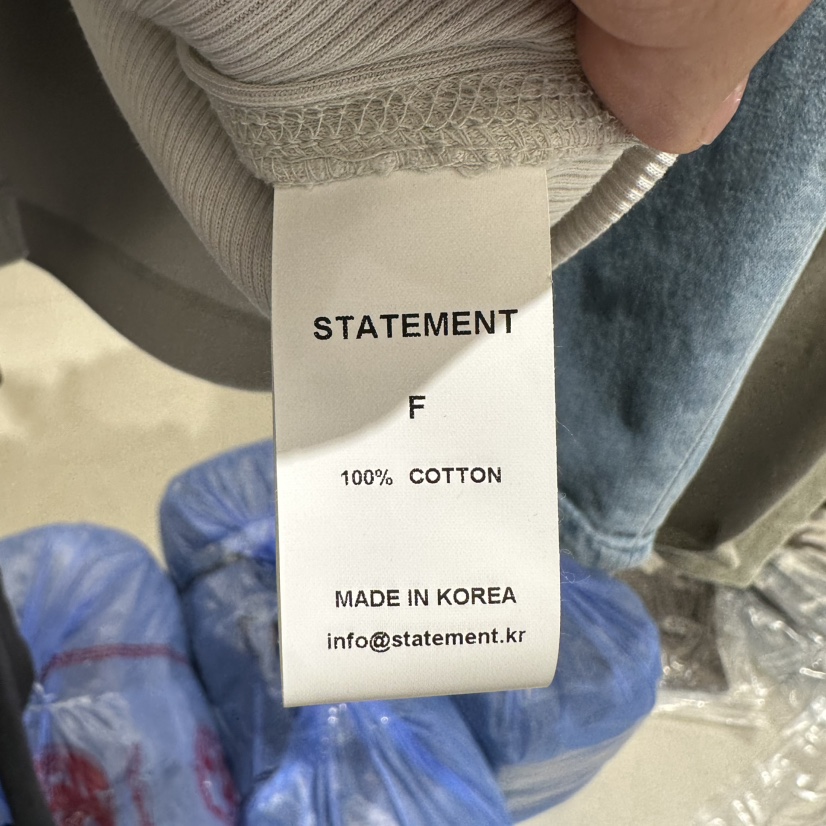 STATEMENT
F
100% COTTON
MADE IN KOREA
info@statement.kr